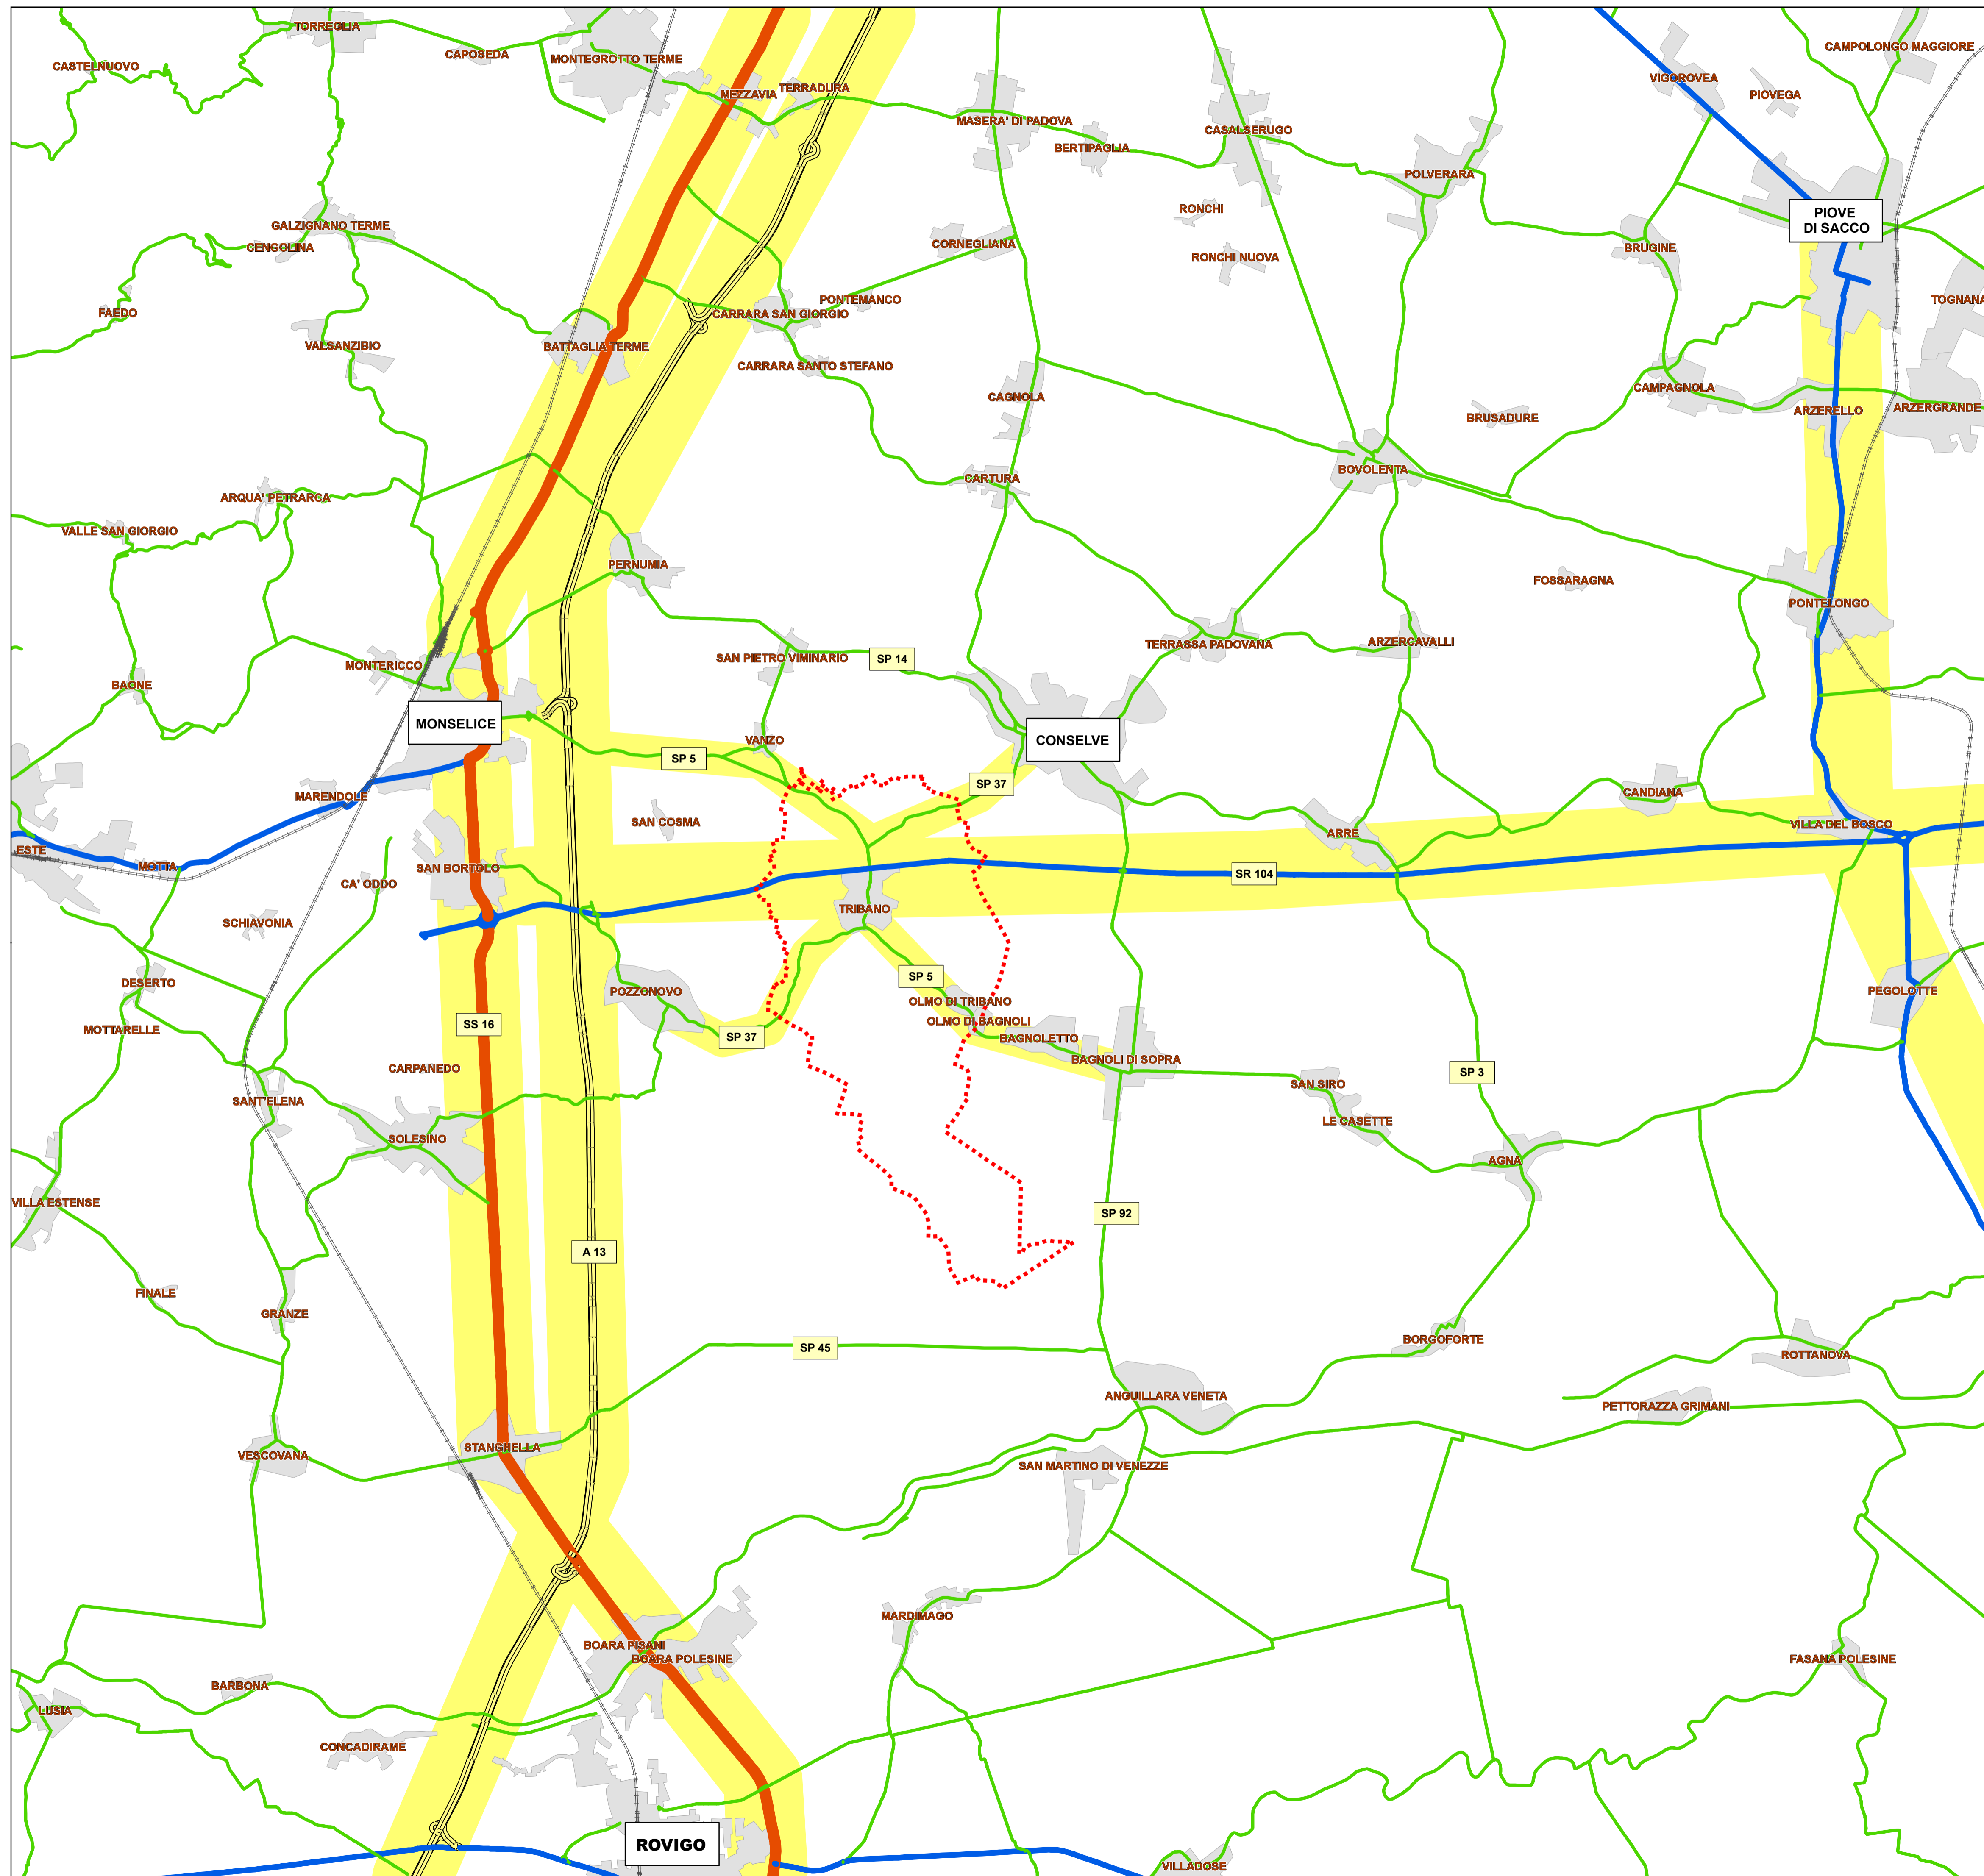 TORREGLIA
CAMPOLONGO MAGGIORE
CAPOSEDA
MONTEGROTTO TERME
CASTELNUOVO
VIGOROVEA
TERRADURA
MEZZAVIA
PIOVEGA
MASERA' DI PADOVA
CASALSERUGO
BERTIPAGLIA
POLVERARA
RONCHI
PIOVE
DI SACCO
GALZIGNANO TERME
CENGOLINA
CORNEGLIANA
BRUGINE
RONCHI NUOVA
PONTEMANCO
TOGNANA
FAEDO
CARRARA SAN GIORGIO
VALSANZIBIO
BATTAGLIA TERME
CARRARA SANTO STEFANO
CAMPAGNOLA
CAGNOLA
ARZERGRANDE
ARZERELLO
BRUSADURE
BOVOLENTA
CARTURA
ARQUA' PETRARCA
VALLE SAN GIORGIO
PERNUMIA
FOSSARAGNA
PONTELONGO
TERRASSA PADOVANA
ARZERCAVALLI
SAN PIETRO VIMINARIO
SP 14
MONTERICCO
BAONE
MONSELICE
VANZO
CONSELVE
SP 5
SP 37
CANDIANA
MARENDOLE
SAN COSMA
VILLA DEL BOSCO
ARRE
ESTE
MOTTA
SAN BORTOLO
SR 104
CA' ODDO
TRIBANO
SCHIAVONIA
SP 5
DESERTO
POZZONOVO
PEGOLOTTE
OLMO DI TRIBANO
OLMO DI BAGNOLI
SS 16
MOTTARELLE
SP 37
BAGNOLETTO
BAGNOLI DI SOPRA
CARPANEDO
SP 3
SAN SIRO
SANT'ELENA
LE CASETTE
SOLESINO
AGNA
VILLA ESTENSE
SP 92
A 13
FINALE
GRANZE
BORGOFORTE
SP 45
ROTTANOVA
ANGUILLARA VENETA
PETTORAZZA GRIMANI
STANGHELLA
VESCOVANA
SAN MARTINO DI VENEZZE
MARDIMAGO
BOARA PISANI
BOARA POLESINE
FASANA POLESINE
BARBONA
LUSIA
CONCADIRAME
ROVIGO
VILLADOSE